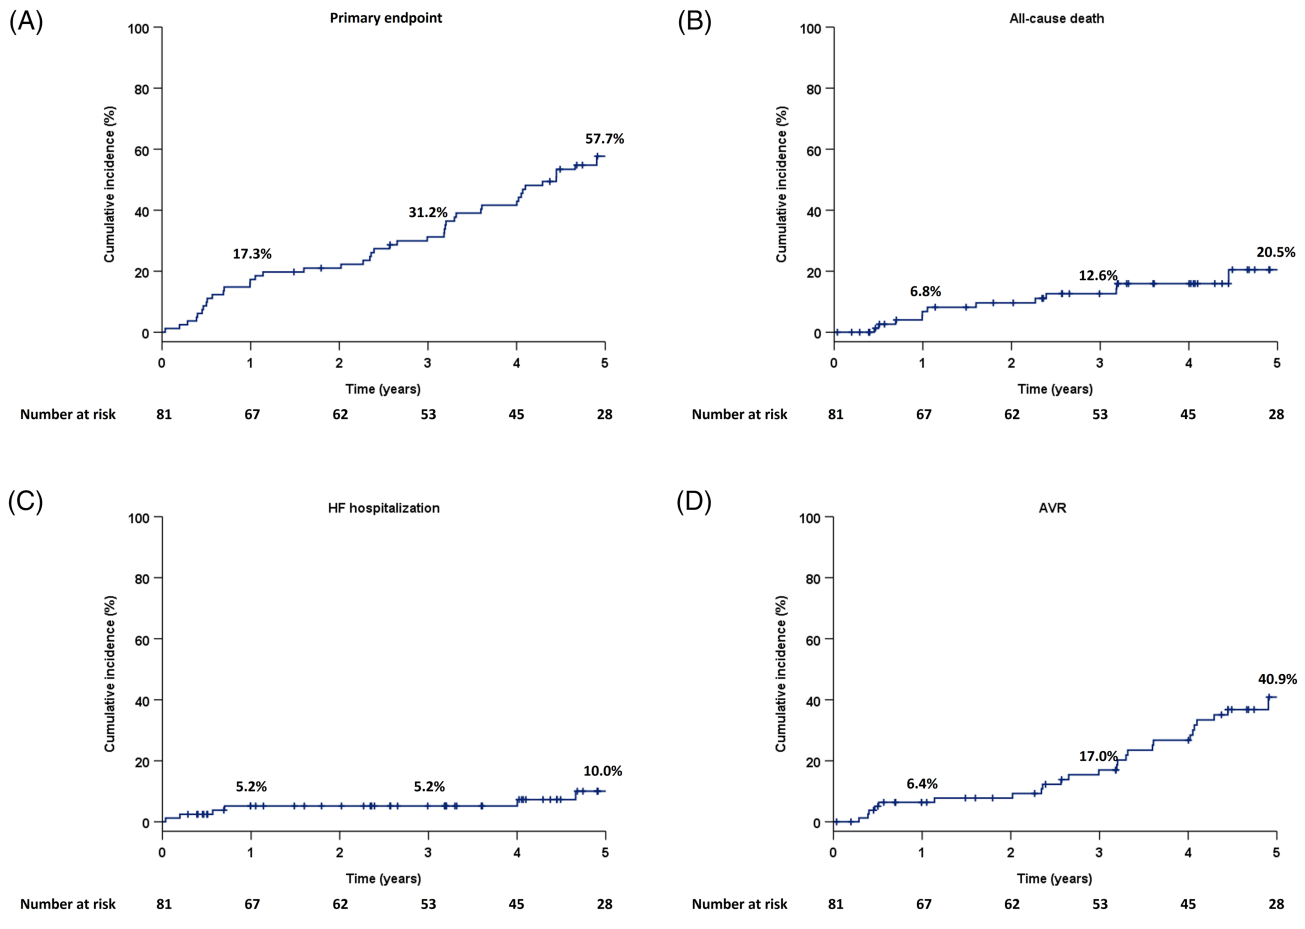 (A)
Primary endpoint
Cumulative incidence (%)
100
80
60
40
20
0
17.3%
31.2%
57.7%
0 1 2 3 4 5
Time (years)
Number at risk 81 67 62 53 45 28
(B)
All-cause death
Cumulative incidence (%)
100
80
60
40
20
0
6.8%
12.6%
20.5%
0 1 2 3 4 5
Time (years)
Number at risk 81 67 62 53 45 28
(C)
HF hospitalization
Cumulative incidence (%)
100
80
60
40
20
0
5.2%
5.2%
10.0%
0 1 2 3 4 5
Time (years)
Number at risk 81 67 62 53 45 28
(D)
AVR
Cumulative incidence (%)
100
80
60
40
20
0
6.4%
17.0%
40.9%
0 1 2 3 4 5
Time (years)
Number at risk 81 67 62 53 45 28